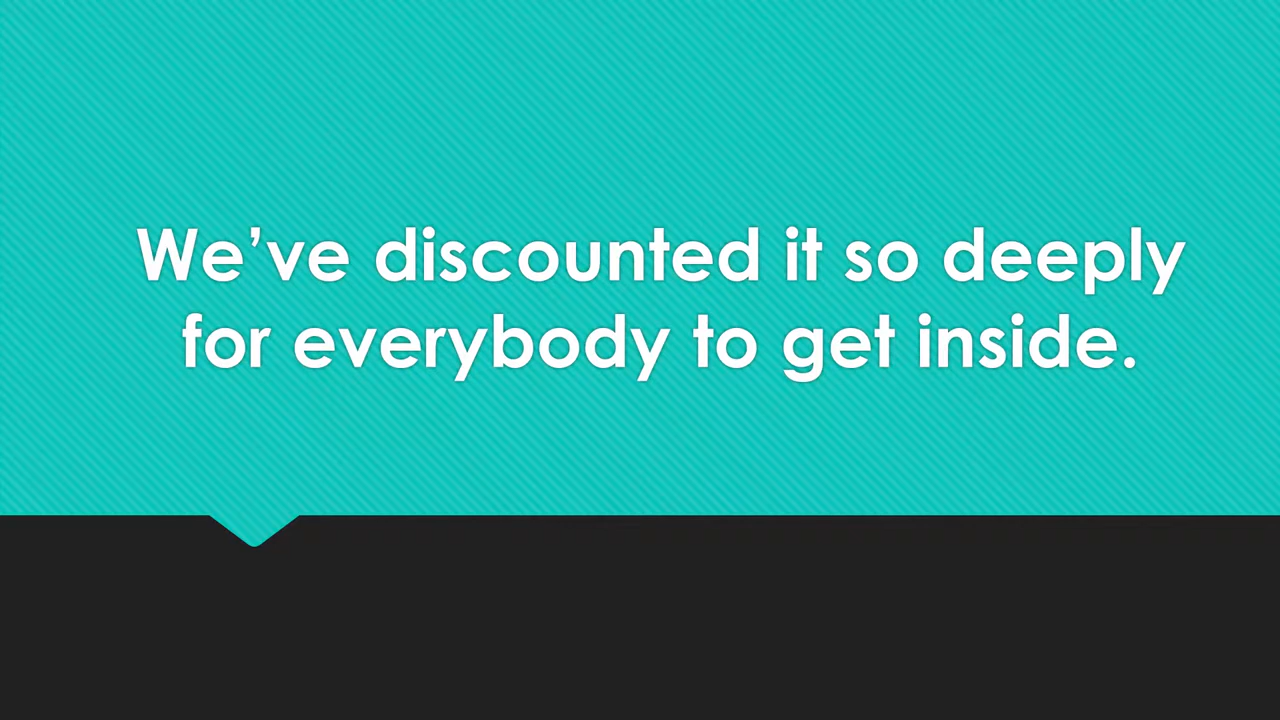 We’ve discounted it so deeply
for everybody to get inside.